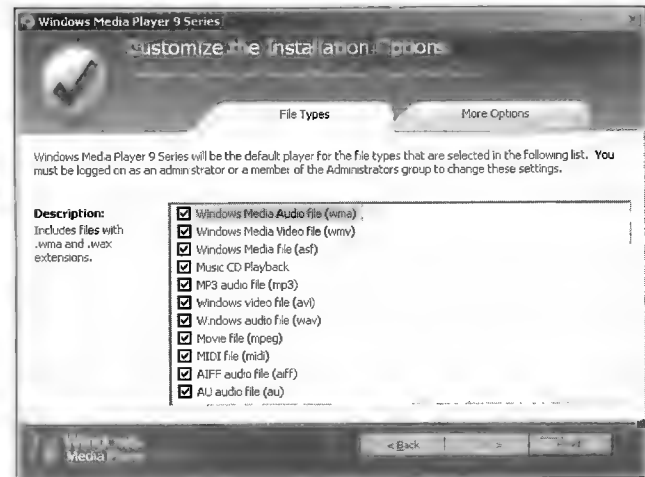 Windows Media Player 9 Series
Customize the Installation Options
File Types
More Options
Windows Media Player 9 Series will be the default player for the file types that are selected in the following list. You
must be logged on as an administrator or a member of the Administrators group to change these settings.
Description:
Includes files with
.wma and .wax
extensions.
Windows Media Audio file (wma)
Windows Media Video file (wmv)
Windows Media file (asf)
Music CD Playback
MP3 audio file (mp3)
Windows video file (avi)
Windows audio file (wav)
Movie file (mpeg)
MIDI file (midi)
AIFF audio file (aiff)
AU audio file (au)
Media
< Back
>